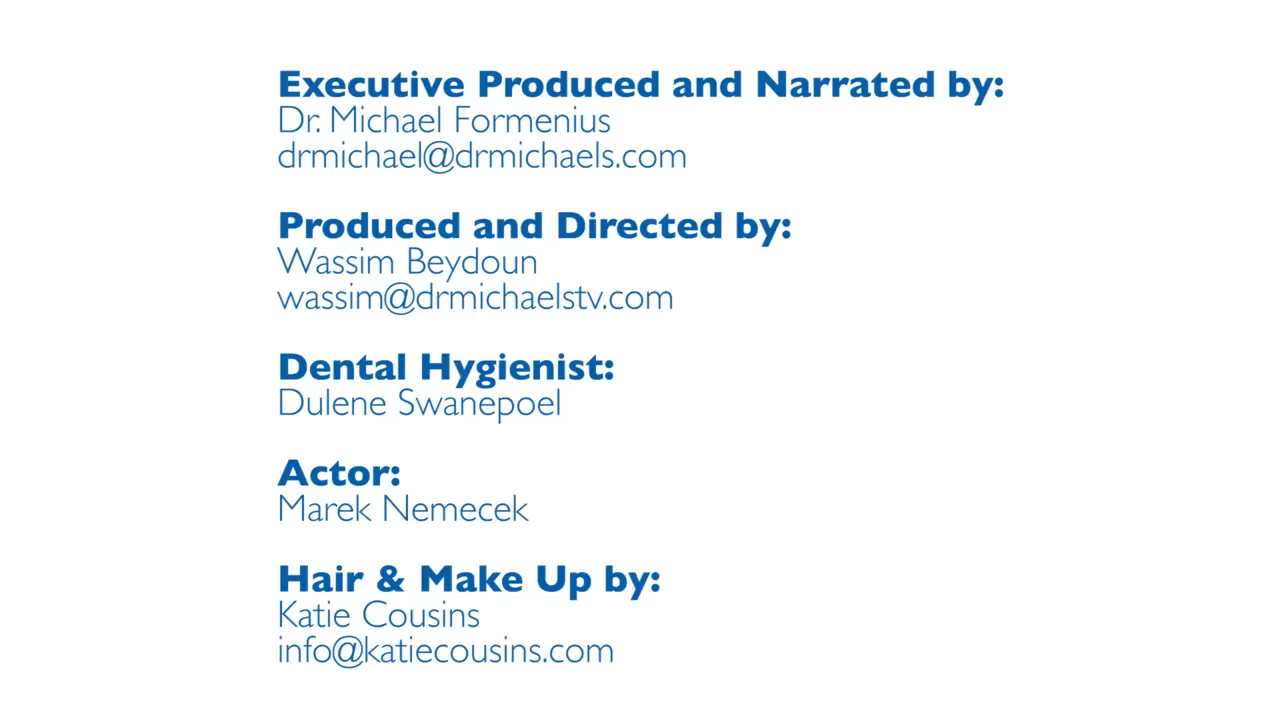 Executive Produced and Narrated by:
Dr. Michael Formenius
drmichael@drmichaels.com
Produced and Directed by:
Wassim Beydoun
wassim@drmichaelstv.com
Dental Hygienist:
Dulene Swanepoel
Actor:
Marek Nemecek
Hair & Make Up by:
Katie Cousins
info@katiecousins.com